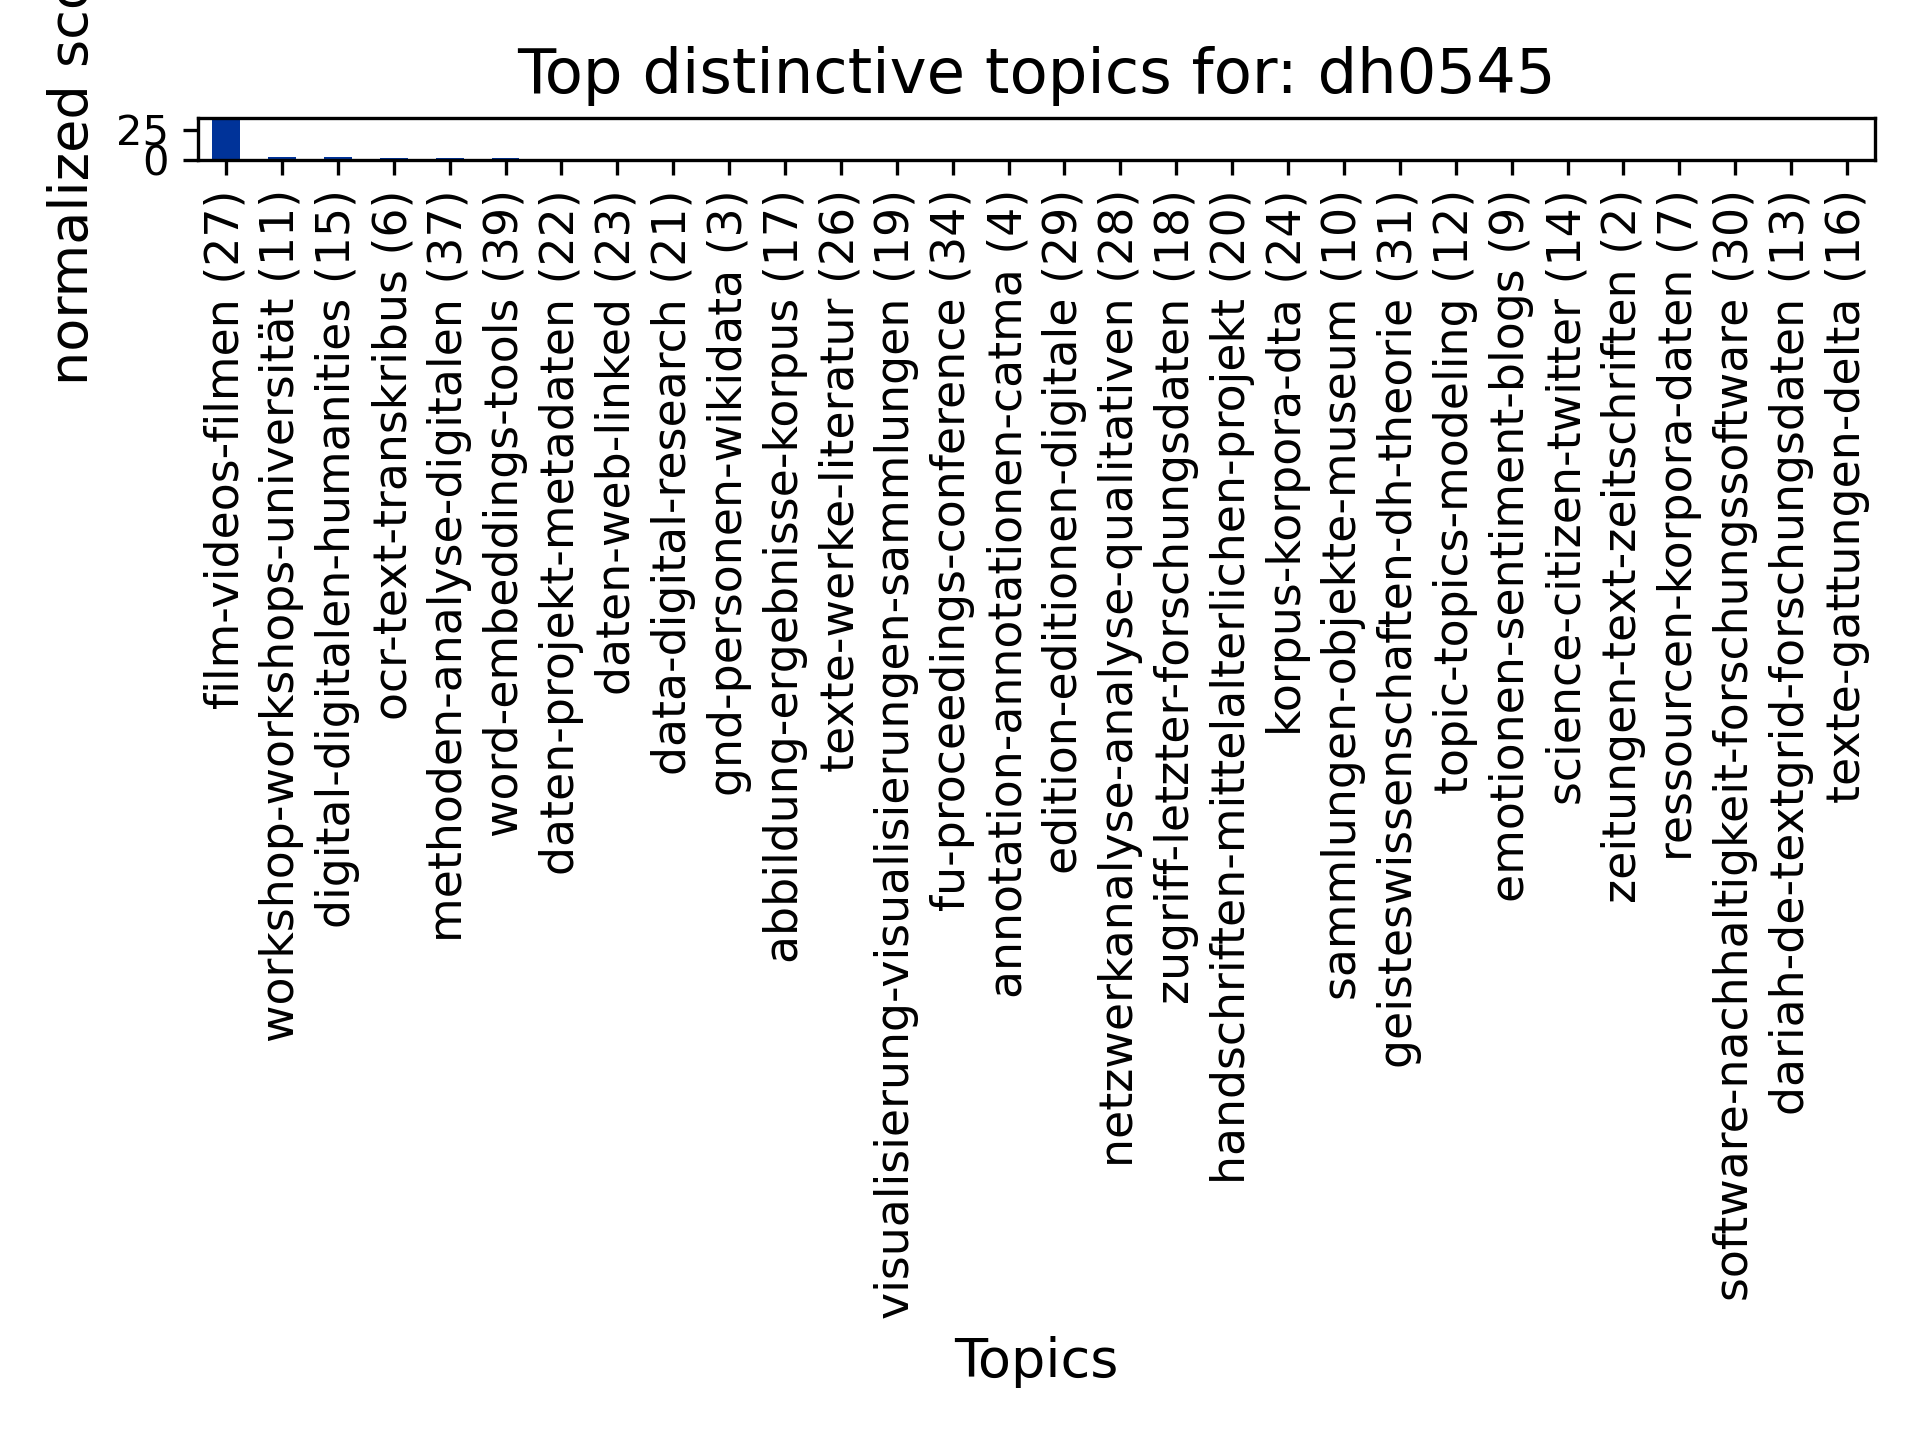 Top distinctive topics for: dh0545
normalized
25
0
film-videos-filmen (27)
workshop-workshops-universität (11)
digital-digitalen-humanities (15)
ocr-text-transkribus (6)
methoden-analyse-digitalen (37)
word-embeddings-tools (39)
daten-projekt-metadaten (22)
daten-web-linked (23)
data-digital-research (21)
gnd-personen-wikidata (3)
abbildung-ergebnisse-korpus (17)
texte-werke-literatur (26)
visualisierung-visualisierungen-sammlungen (19)
fu-proceedings-conference (34)
annotation-annotationen-catma (4)
edition-editionen-digitale (29)
netzwerkanalyse-analyse-qualitativen (28)
zugriff-letzter-forschungsdaten (18)
handschriften-mittelalterlichen-projekt (20)
korpus-korpora-dta (24)
sammlungen-objekte-museum (10)
geisteswissenschaften-dh-theorie (31)
topic-topics-modeling (12)
emotionen-sentiment-blogs (9)
science-citizen-twitter (14)
zeitungen-text-zeitschriften (2)
ressourcen-korpora-daten (7)
software-nachhaltigkeit-forschungssoftware (30)
dariah-de-textgrid-forschungsdaten (13)
texte-gattungen-delta (16)
Topics